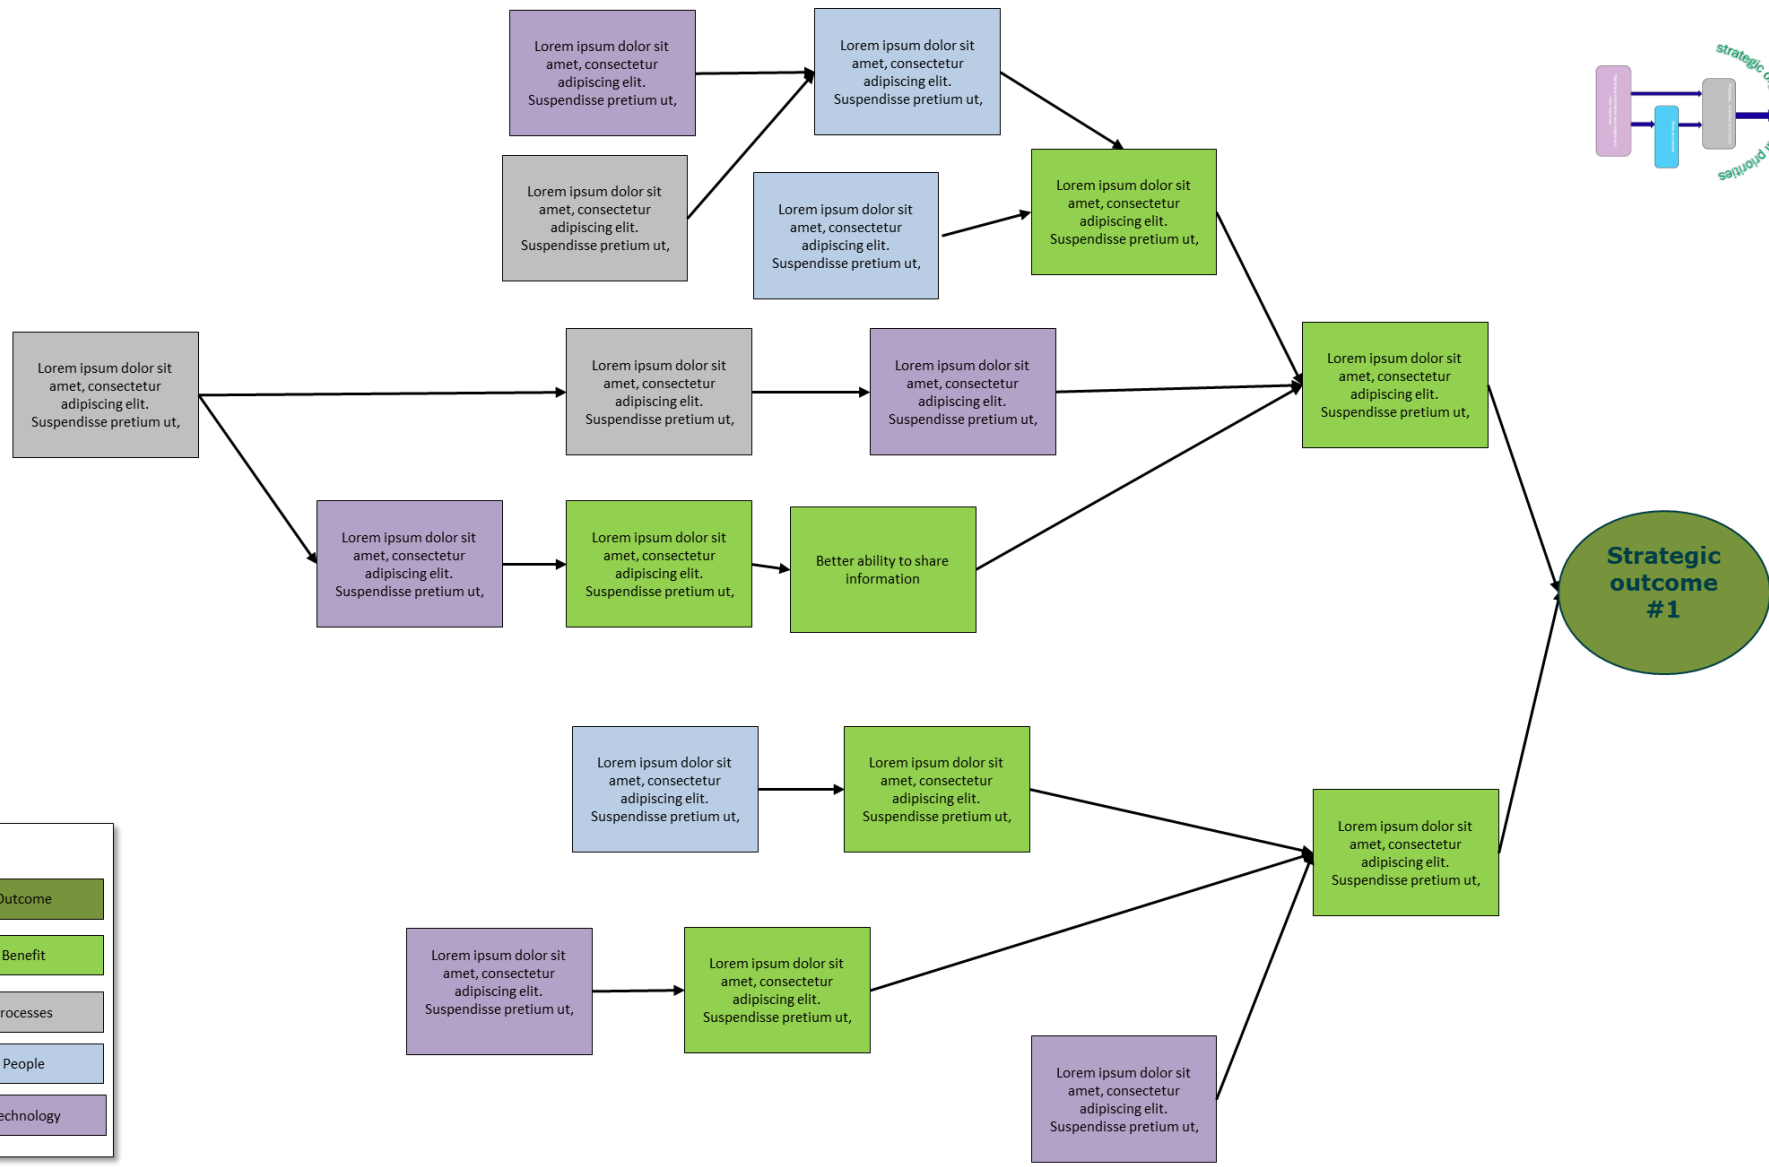 Lorem ipsum dolor sit
amet, consectetur
adipiscing elit.
Suspendisse pretium ut,
Lorem ipsum dolor sit
amet, consectetur
adipiscing elit.
Suspendisse pretium ut,
strategic
priorities
Lorem ipsum dolor sit
amet, consectetur
adipiscing elit.
Suspendisse pretium ut,
Lorem ipsum dolor sit
amet, consectetur
adipiscing elit.
Suspendisse pretium ut,
Lorem ipsum dolor sit
amet, consectetur
adipiscing elit.
Suspendisse pretium ut,
Lorem ipsum dolor sit
amet, consectetur
adipiscing elit.
Suspendisse pretium ut,
Lorem ipsum dolor sit
amet, consectetur
adipiscing elit.
Suspendisse pretium ut,
Lorem ipsum dolor sit
amet, consectetur
adipiscing elit.
Suspendisse pretium ut,
Lorem ipsum dolor sit
amet, consectetur
adipiscing elit.
Suspendisse pretium ut,
Lorem ipsum dolor sit
amet, consectetur
adipiscing elit.
Suspendisse pretium ut,
Lorem ipsum dolor sit
amet, consectetur
adipiscing elit.
Suspendisse pretium ut,
Better ability to share
information
Strategic
outcome
#1
Lorem ipsum dolor sit
amet, consectetur
adipiscing elit.
Suspendisse pretium ut,
Lorem ipsum dolor sit
amet, consectetur
adipiscing elit.
Suspendisse pretium ut,
Lorem ipsum dolor sit
amet, consectetur
adipiscing elit.
Suspendisse pretium ut,
Lorem ipsum dolor sit
amet, consectetur
adipiscing elit.
Suspendisse pretium ut,
Lorem ipsum dolor sit
amet, consectetur
adipiscing elit.
Suspendisse pretium ut,
Lorem ipsum dolor sit
amet, consectetur
adipiscing elit.
Suspendisse pretium ut,
Outcome
Benefit
rocesses
People
echnology